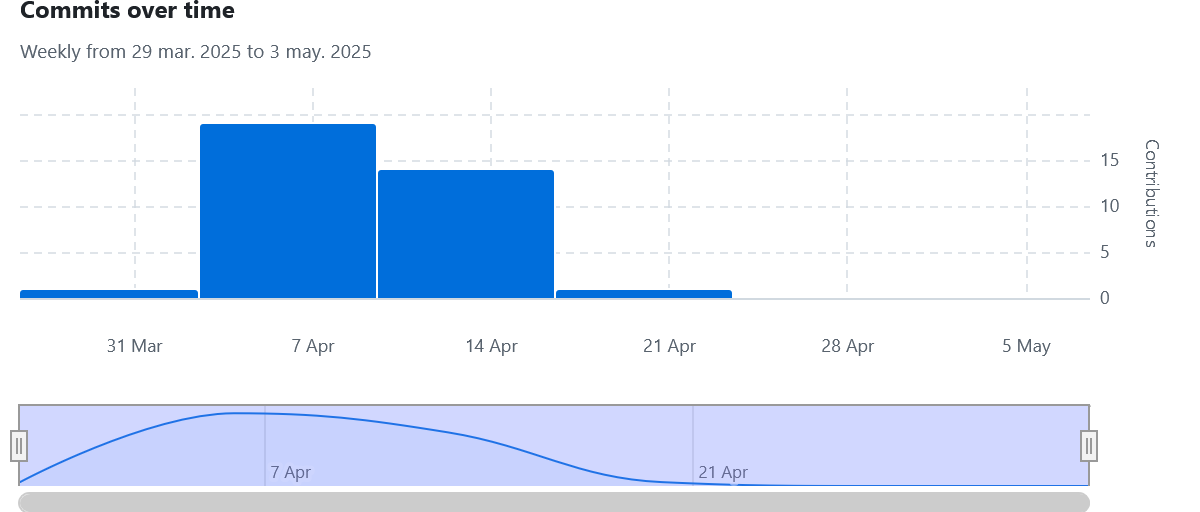 Commits over time
Weekly from 29 mar. 2025 to 3 may. 2025
15
10
5
0
Contributions
31 Mar
7 Apr
14 Apr
21 Apr
28 Apr
5 May
7 Apr
21 Apr